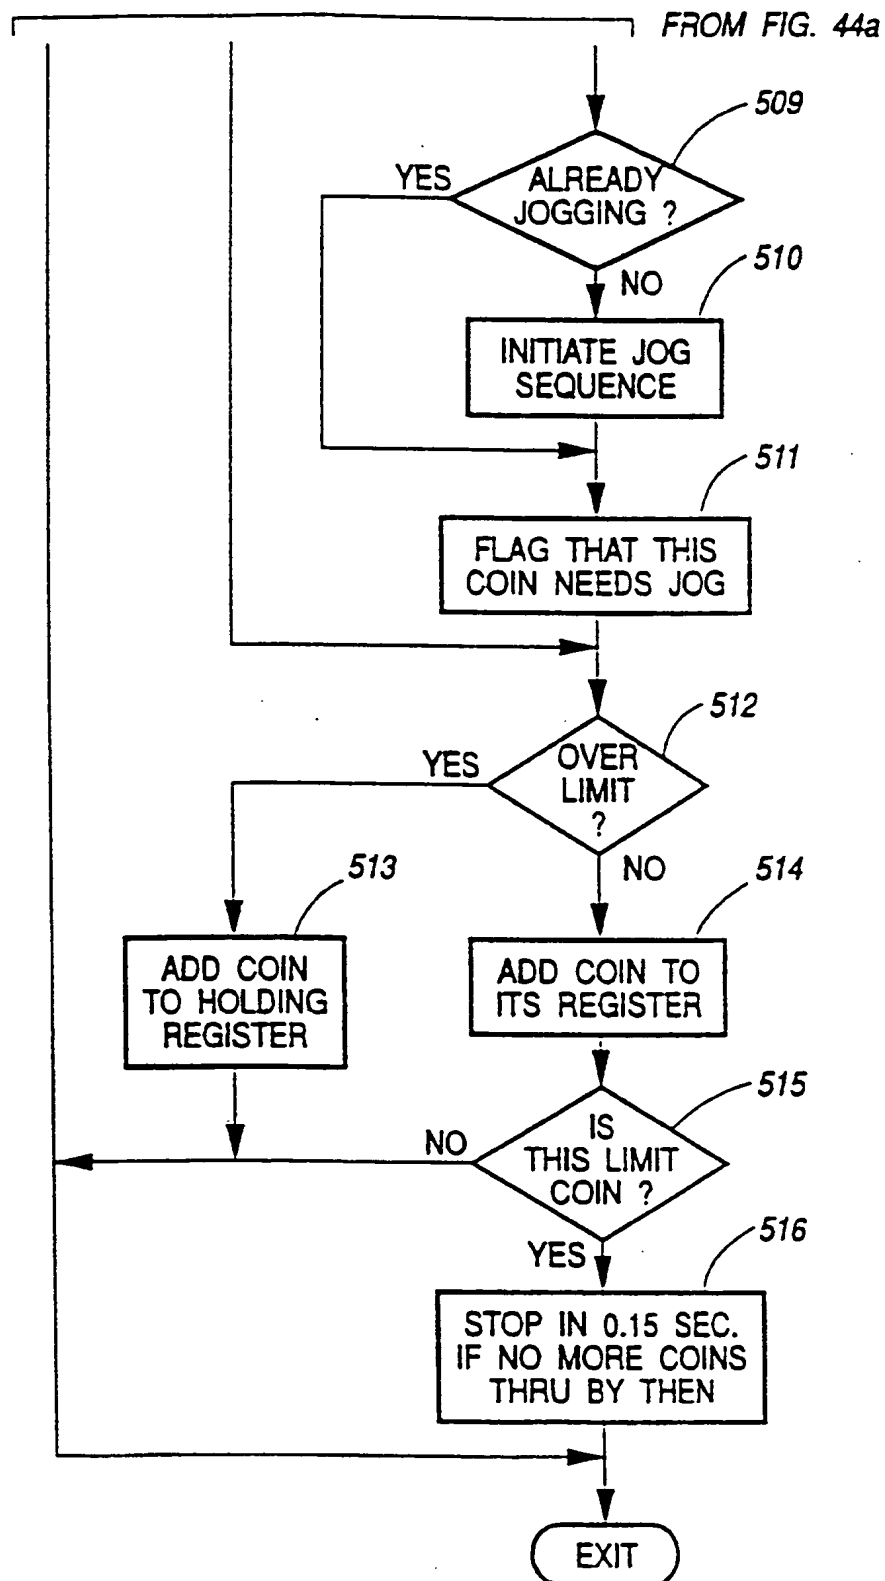 FROM FIG. 44a
509
YES
ALREADY
JOGGING ?
NO
510
INITIATE JOG
SEQUENCE
511
FLAG THAT THIS
COIN NEEDS JOG
512
YES
OVER
LIMIT
?
NO
513
514
ADD COIN
TO HOLDING
REGISTER
ADD COIN TO
ITS REGISTER
515
NO
IS
THIS LIMIT
COIN ?
YES
516
STOP IN 0.15 SEC.
IF NO MORE COINS
THRU BY THEN
EXIT